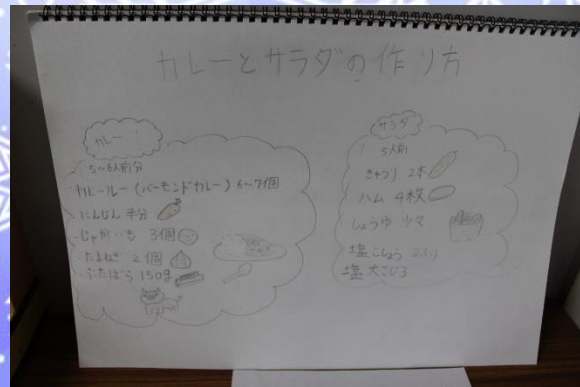 カレーとサラダの作り方
カレー
5~6人前分
カレールー(バーモンドカレー)6~7個
・にんじん 半分
・じゃがいも 3個
・たまねぎ 2個
・ぶたばら 150g
サラダ
5人前
きゅうり 2本
ハム 4枚
しょうゆ 少々
塩こしょう 2ふり
塩 大さじ3